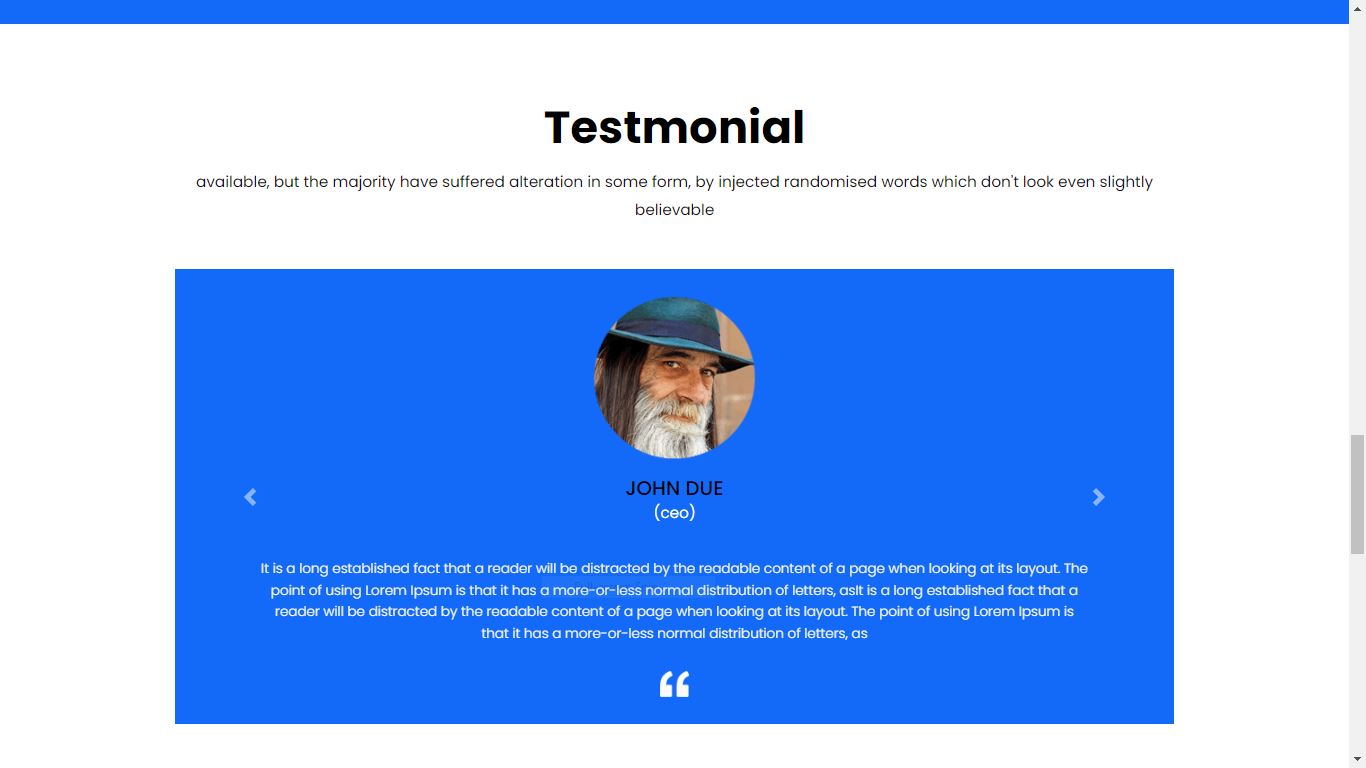 Testmonial
available, but the majority have suffered alteration in some form, by injected randomised words which don't look even slightly
believable
JOHN DUE
(ceo)
It is a long established fact that a reader will be distracted by the readable content of a page when looking at its layout. The
point of using Lorem Ipsum is that it has a more-or-less normal distribution of letters, asIt is a long established fact that a
reader will be distracted by the readable content of a page when looking at its layout. The point of using Lorem Ipsum is
that it has a more-or-less normal distribution of letters, as